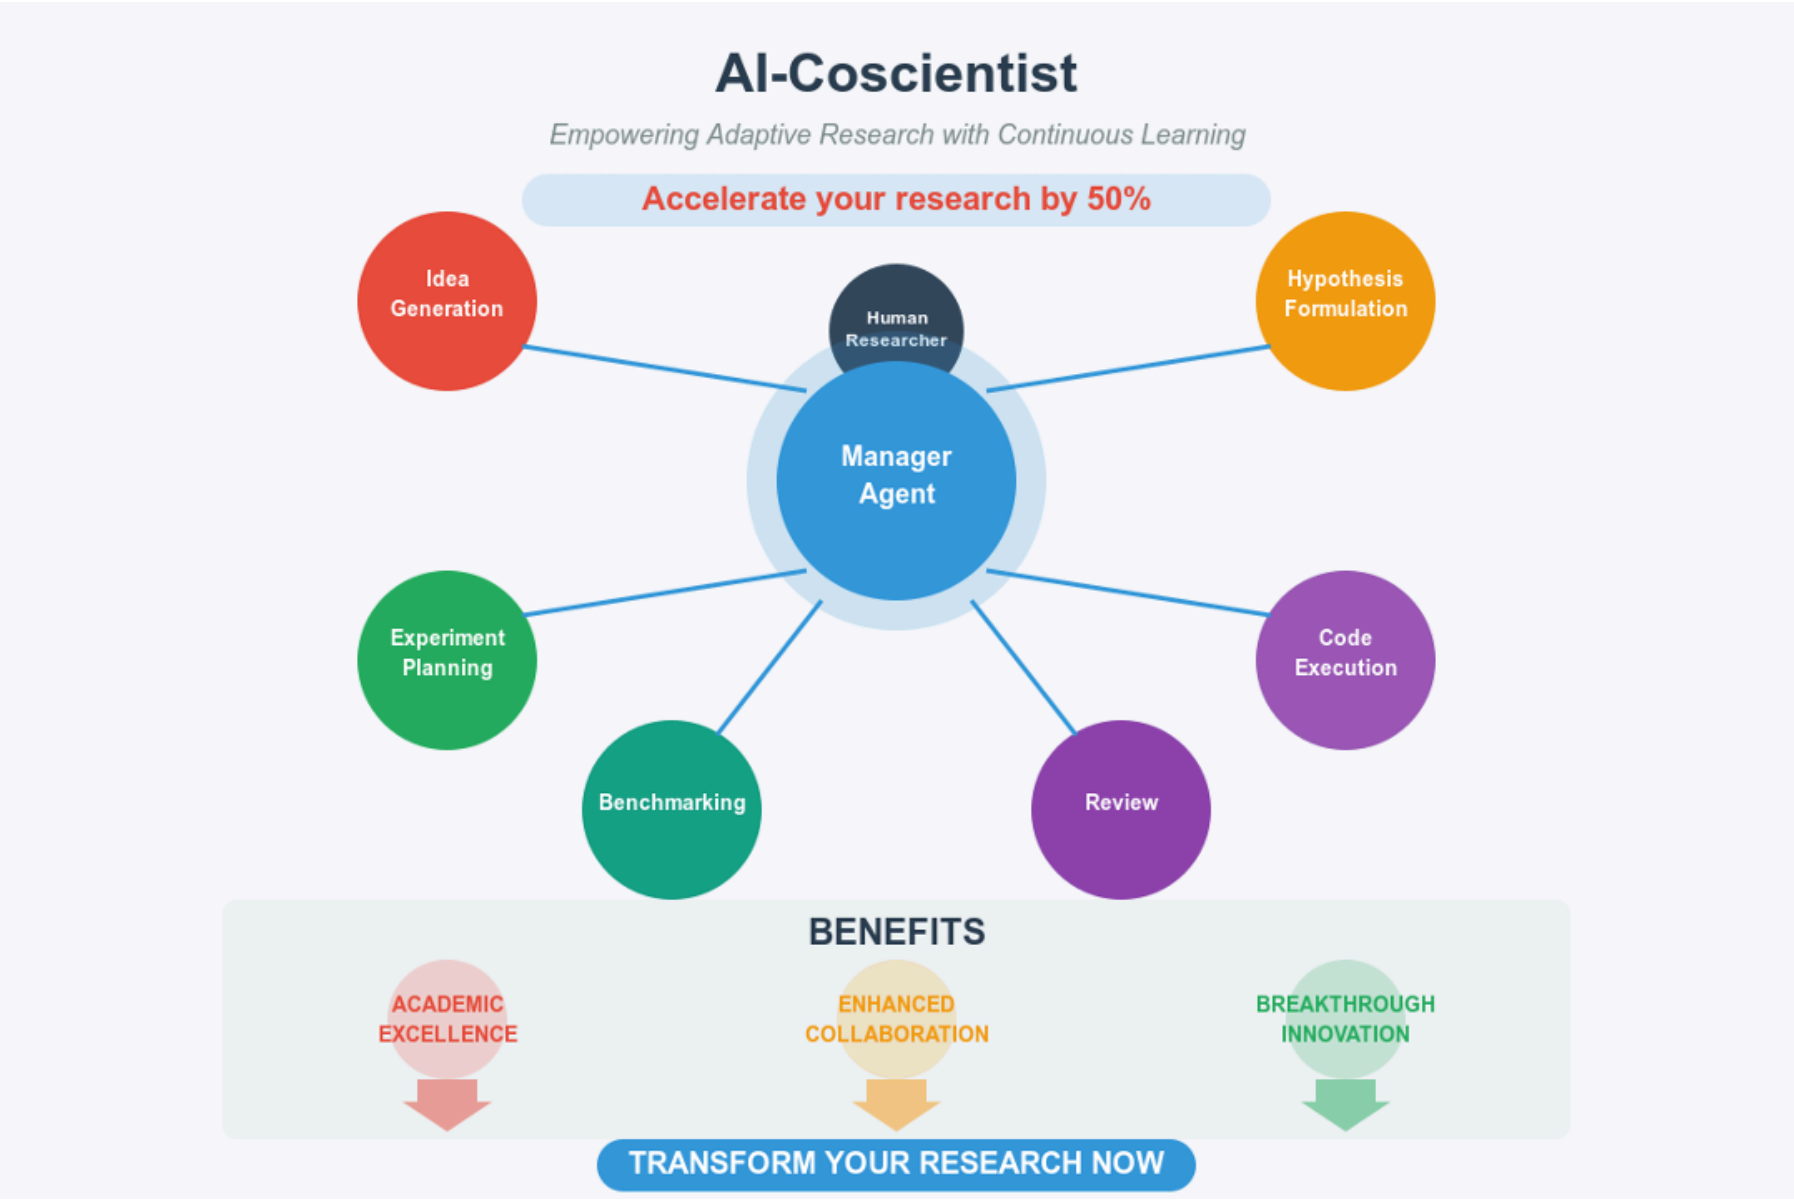 AI-Coscientist
Empowering Adaptive Research with Continuous Learning
Accelerate your research by 50%
Idea
Generation
Hypothesis
Formulation
Human
Researcher
Manager
Agent
Experiment
Planning
Code
Execution
Benchmarking
Review
BENEFITS
ACADEMIC
EXCELLENCE
ENHANCED
COLLABORATION
BREAKTHROUGH
INNOVATION
TRANSFORM YOUR RESEARCH NOW